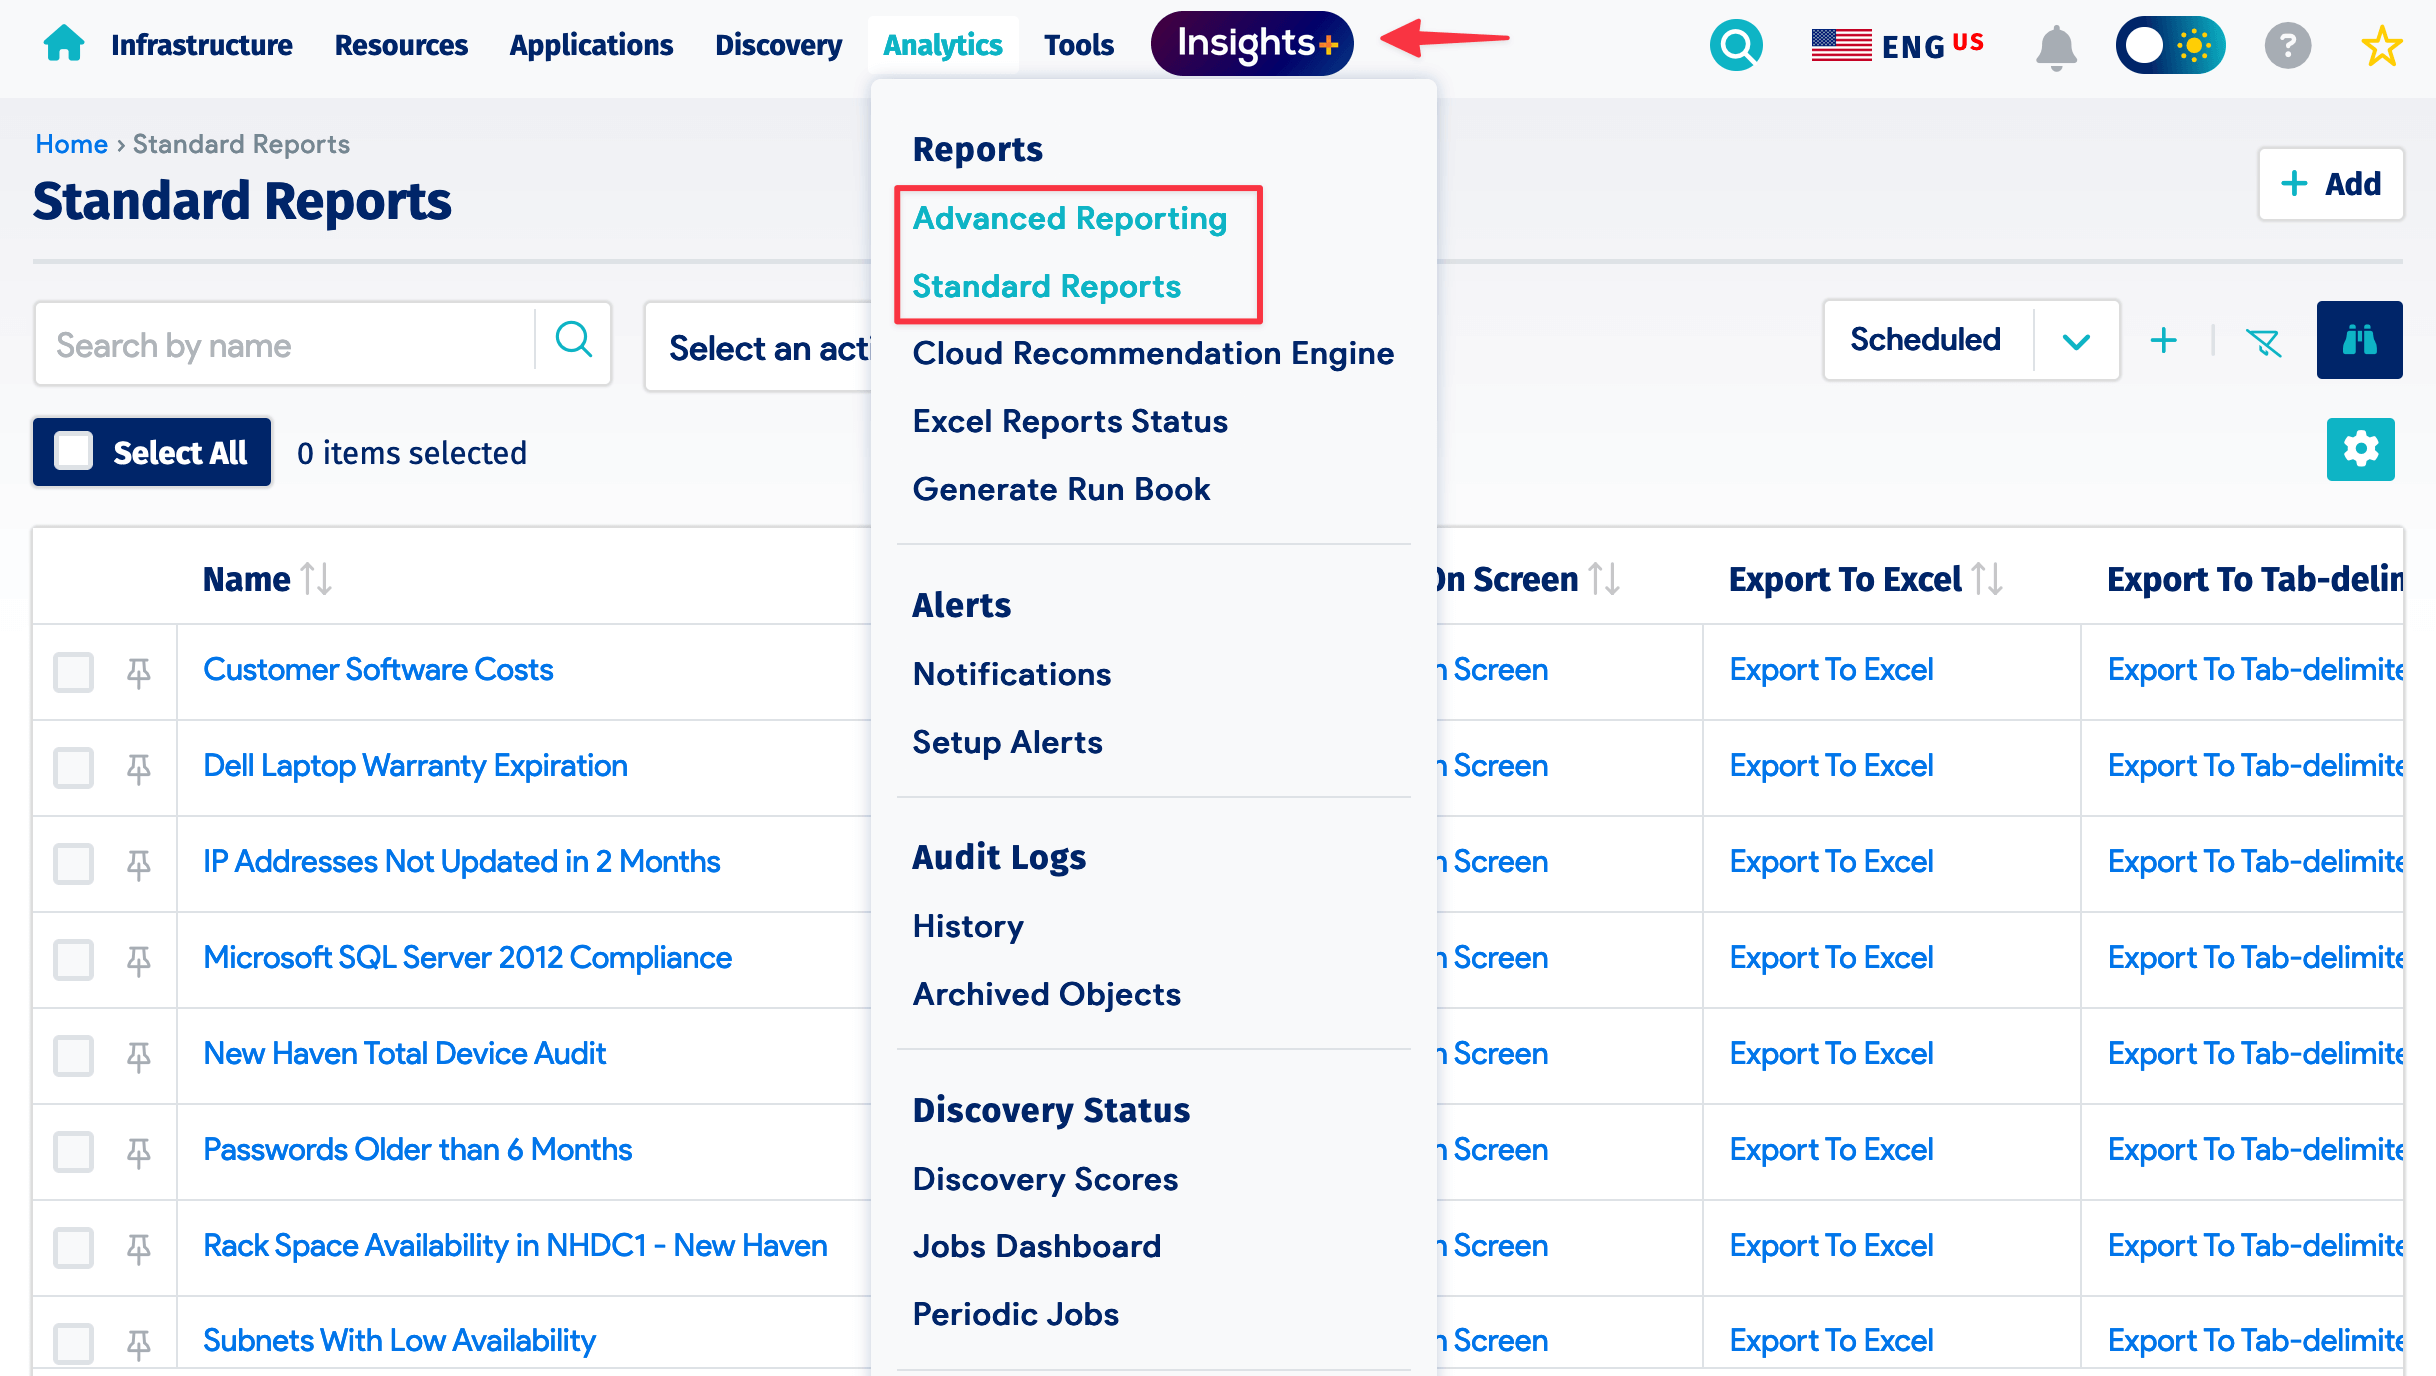 Infrastructure Resources Applications Discovery Analytics Tools Insights+ ENG US ?
Home › Standard Reports
Standard Reports
+ Add
Search by name
Select an acti
Scheduled
Select All 0 items selected
Reports
Advanced Reporting
Standard Reports
Cloud Recommendation Engine
Excel Reports Status
Generate Run Book
Alerts
Notifications
Setup Alerts
Audit Logs
History
Archived Objects
Discovery Status
Discovery Scores
Jobs Dashboard
Periodic Jobs
Name On Screen Export To Excel Export To Tab-delim
Customer Software Costs n Screen Export To Excel Export To Tab-delimite
Dell Laptop Warranty Expiration n Screen Export To Excel Export To Tab-delimite
IP Addresses Not Updated in 2 Months n Screen Export To Excel Export To Tab-delimite
Microsoft SQL Server 2012 Compliance n Screen Export To Excel Export To Tab-delimite
New Haven Total Device Audit n Screen Export To Excel Export To Tab-delimite
Passwords Older than 6 Months n Screen Export To Excel Export To Tab-delimite
Rack Space Availability in NHDC1 - New Haven n Screen Export To Excel Export To Tab-delimite
Subnets With Low Availability n Screen Export To Excel Export To Tab-delimite